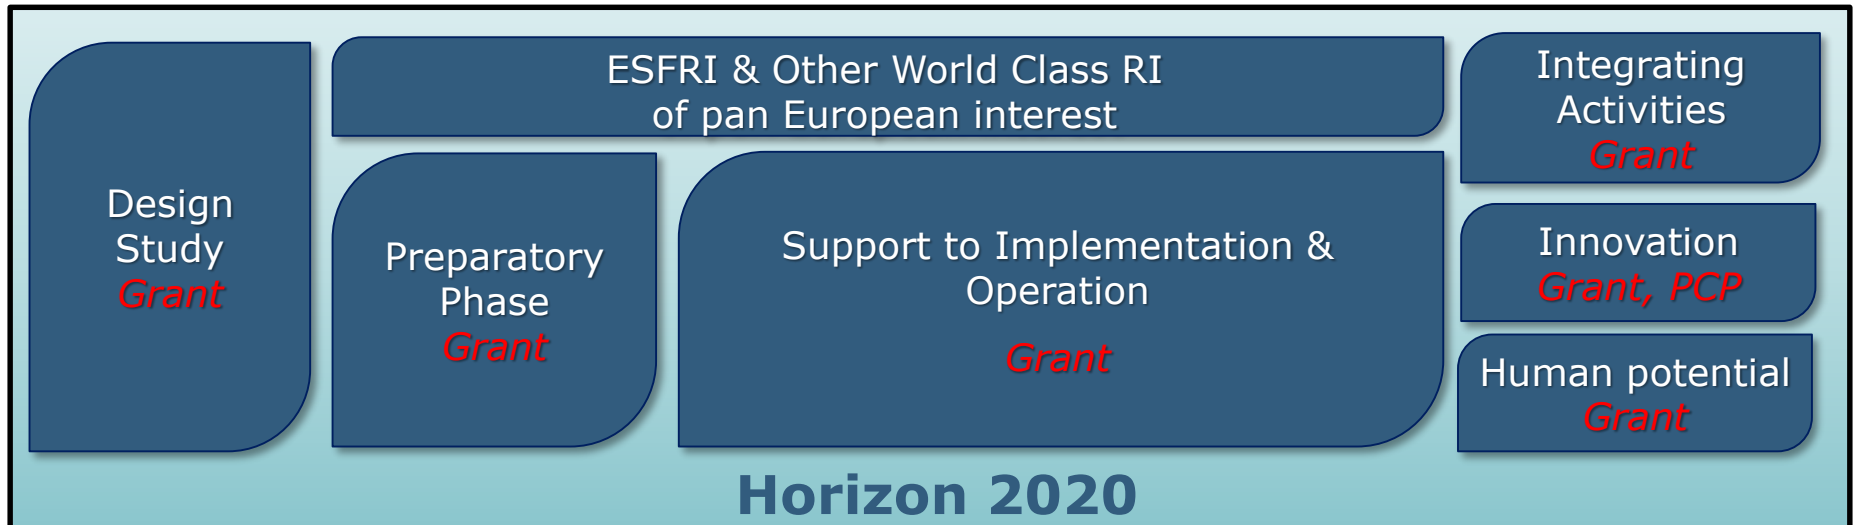 Design
Study
Grant
ESFRI & Other World Class RI
of pan European interest
Preparatory
Phase
Grant
Support to Implementation &
Operation
Grant
Integrating
Activities
Grant
Innovation
Grant, PCP
Human potential
Grant
Horizon 2020